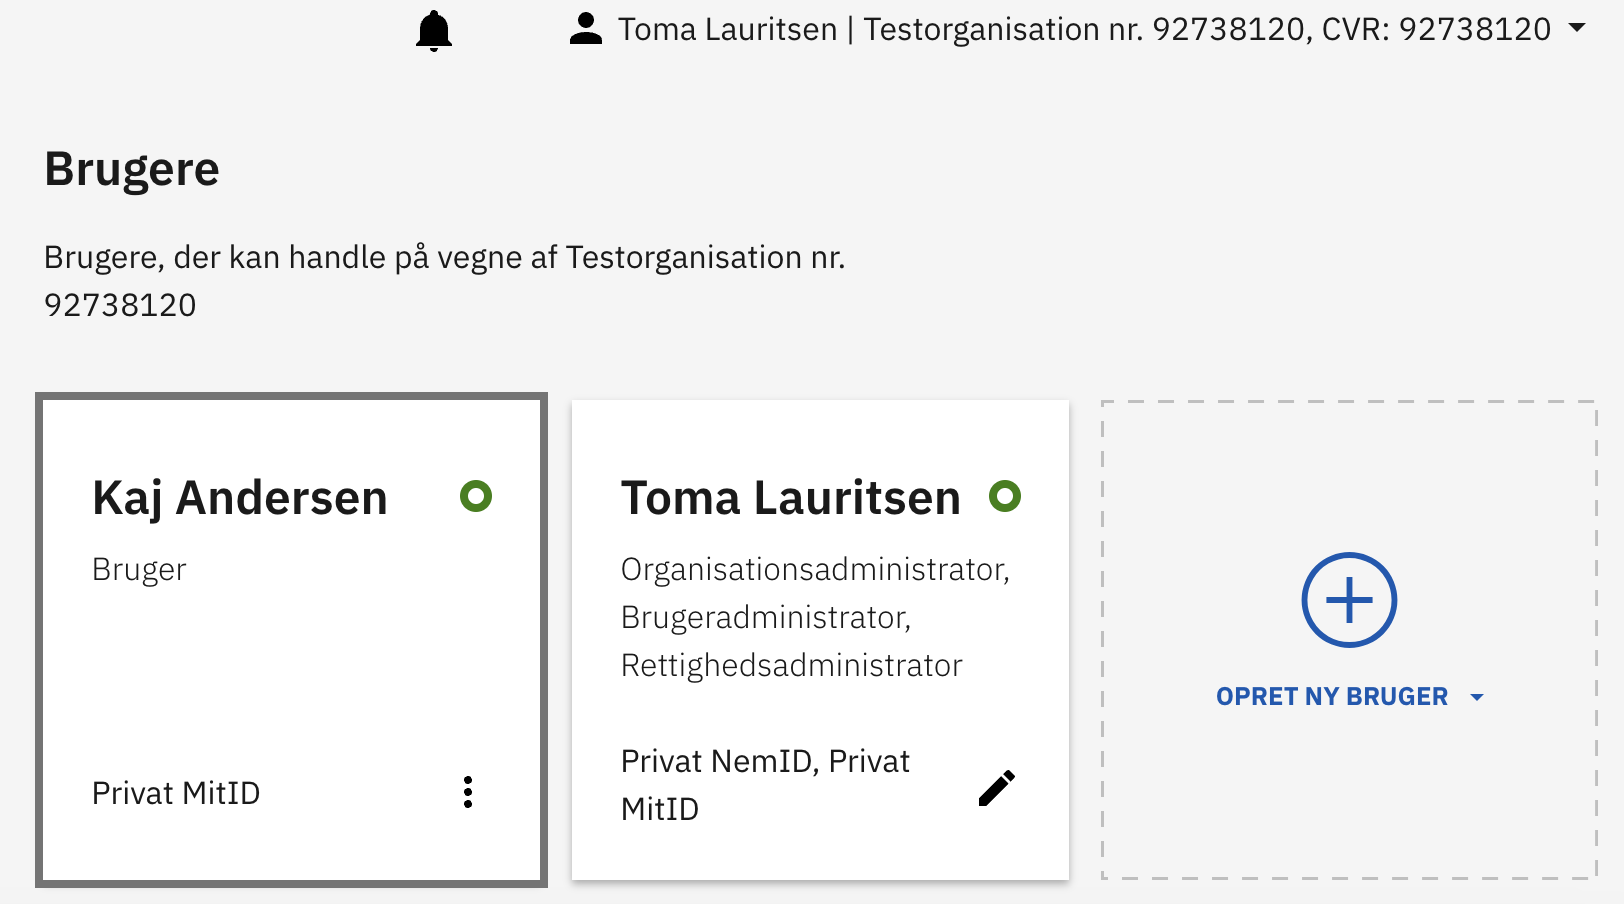 Toma Lauritsen | Testorganisation nr. 92738120, CVR: 92738120
Brugere
Brugere, der kan handle på vegne af Testorganisation nr.
92738120
Kaj Andersen
Bruger
Privat MitID
Toma Lauritsen
Organisationsadministrator,
Brugeradministrator,
Rettighedsadministrator
Privat NemID, Privat
MitID
OPRET NY BRUGER